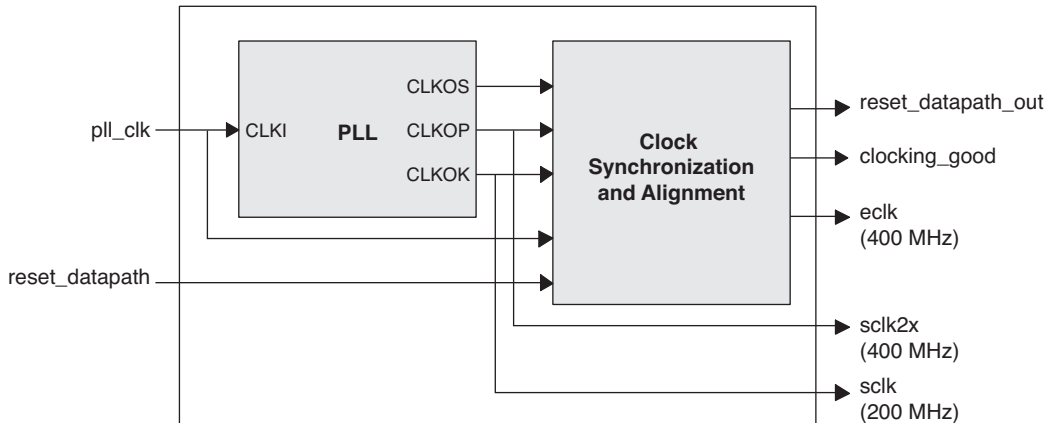 CLKOS
reset_datapath_out
pll_clk
CLKI
PLL
CLKOP
Clock
Synchronization
and Alignment
clocking_good
CLKOK
eclk
(400 MHz)
reset_datapath
sclk2x
(400 MHz)
sclk
(200 MHz)